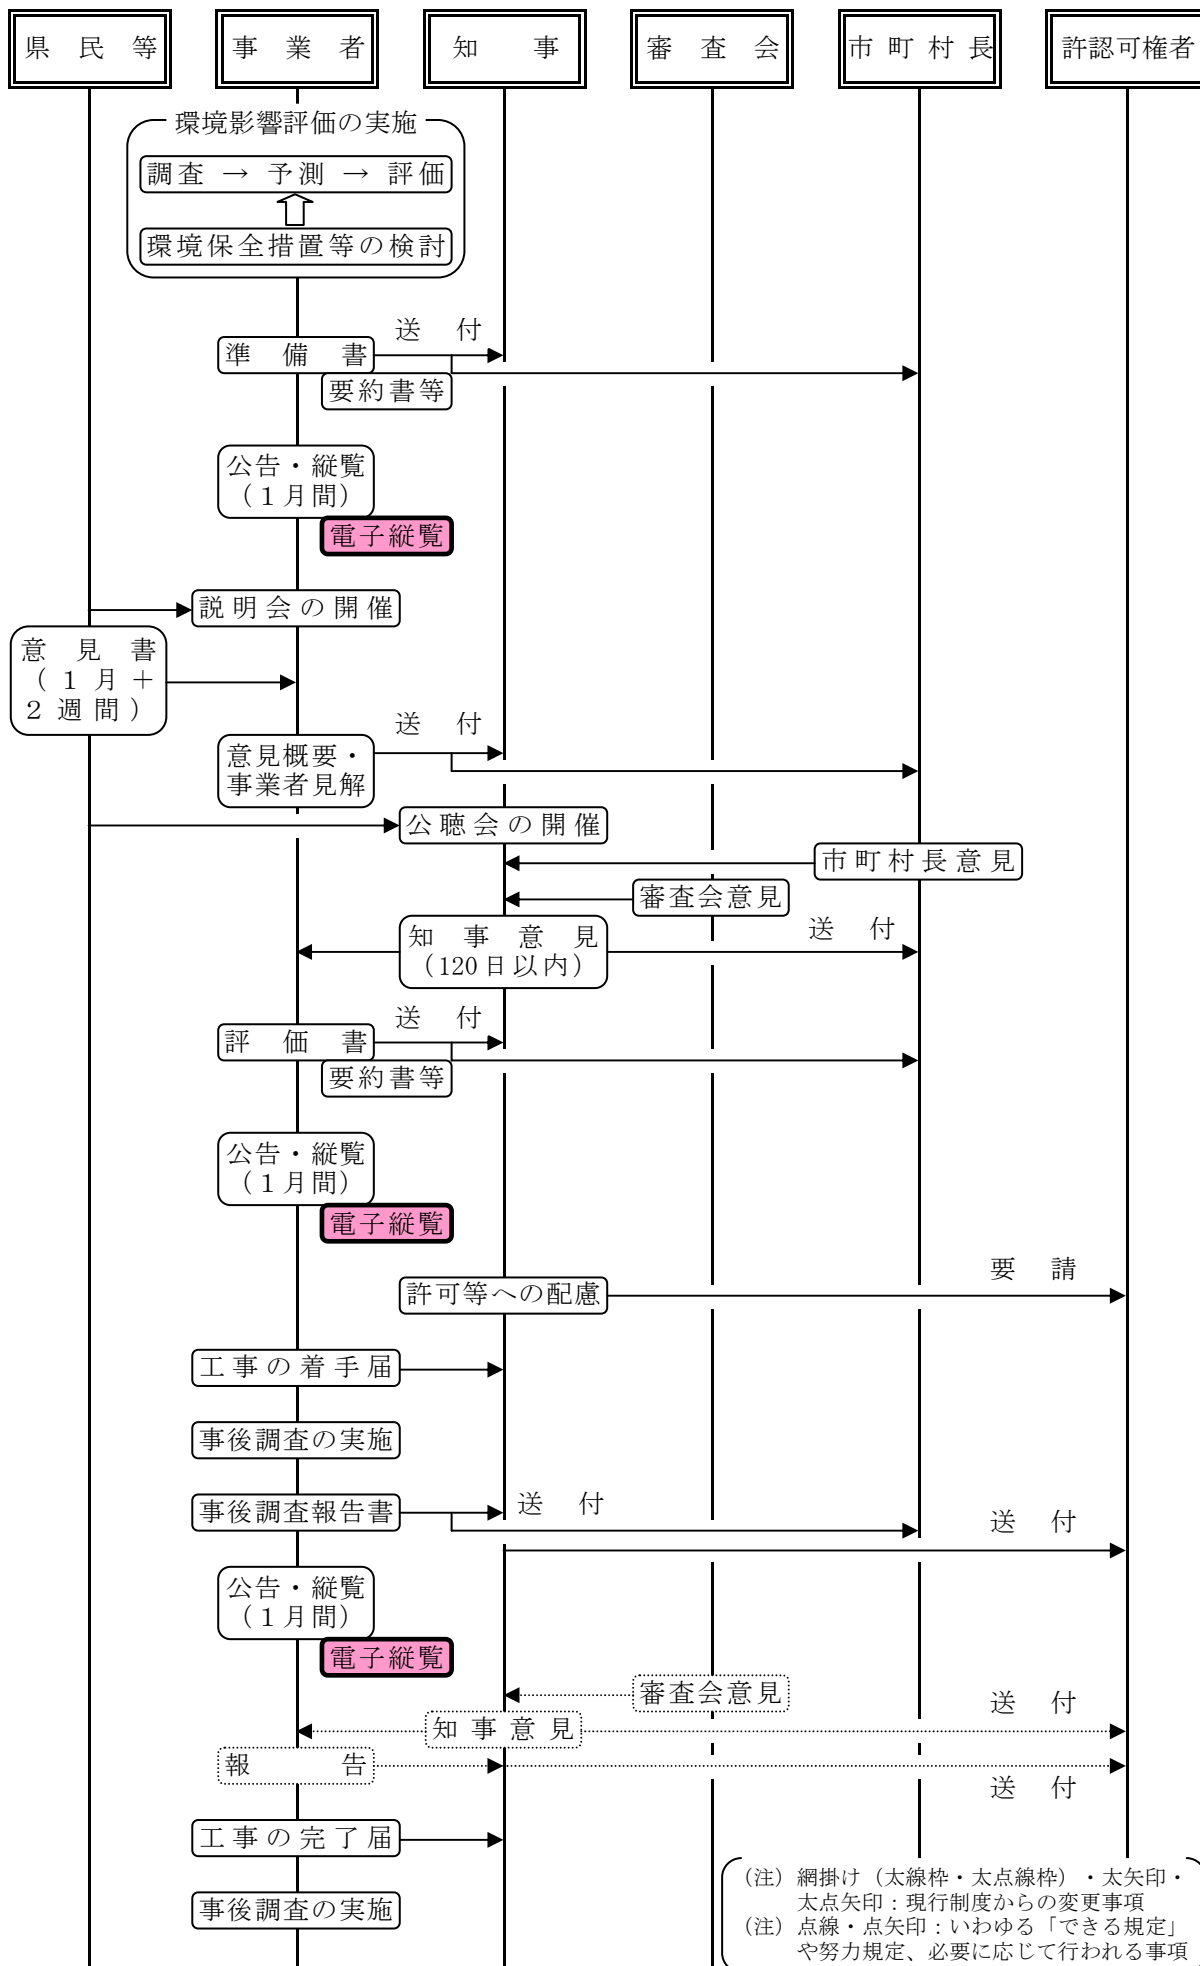 県民等
事業者
知事
審査会
市町村長
許認可権者
環境影響評価の実施
調査 → 予測 → 評価
環境保全措置等の検討
送付
準備書
要約書等
公告・縦覧
（１月間）
電子縦覧
説明会の開催
意見書
（１月＋
２週間）
送付
意見概要・
事業者見解
公聴会の開催
市町村長意見
審査会意見
知事意見
（120日以内）
送付
送付
評価書
要約書等
公告・縦覧
（１月間）
電子縦覧
要請
許可等への配慮
工事の着手届
事後調査の実施
事後調査報告書
送付
送付
公告・縦覧
（１月間）
電子縦覧
審査会意見
送付
知事意見
報告
送付
工事の完了届
事後調査の実施
（注）網掛け（太線枠・太点線枠）・太矢印・
太点矢印：現行制度からの変更事項
（注）点線・点矢印：いわゆる「できる規定」
や努力規定、必要に応じて行われる事項